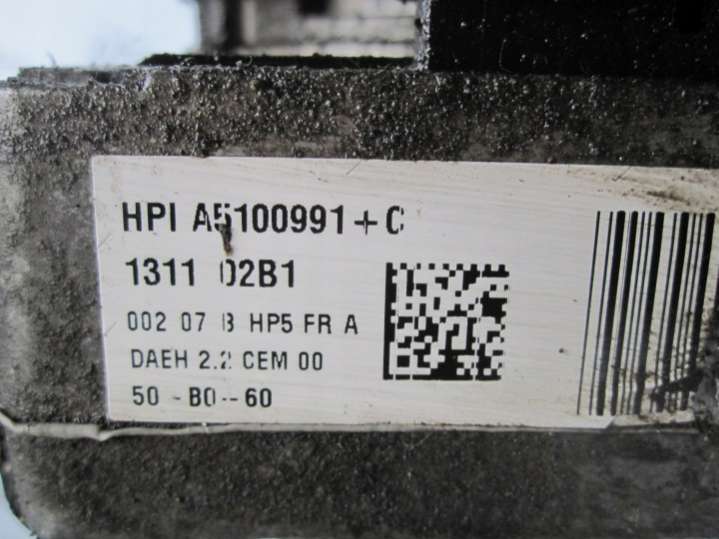 HPI A5100991+C
1311 02B1
002 07 B HP5 FR A
DAEH 2.2 CEM 00
50-B0-60